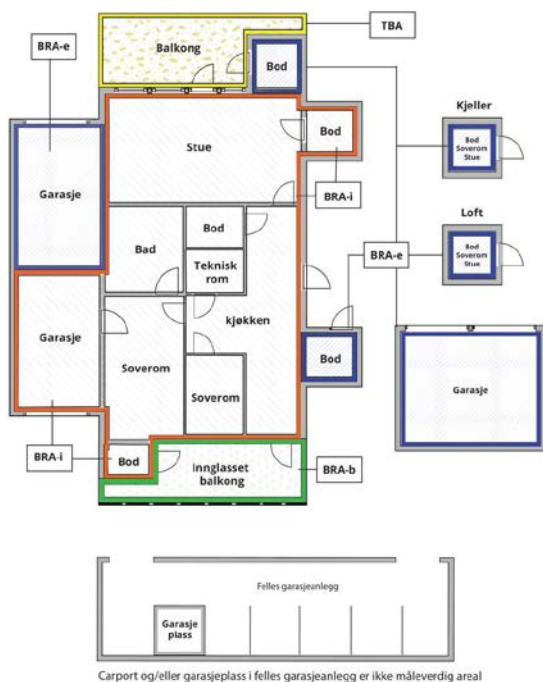 TBA
Balkong
BRA-e
Bod
Kjeller
Bod
Soverom
Stue
Stue
Bod
Garasje
BRA-i
Loft
Bod
Soverom
Stue
Bad
Bod
Teknisk
rom
BRA-e
kjøkken
Garasje
Soverom
Soverom
Bod
Garasje
BRA-i
Bod
Innglasset
balkong
BRA-b
Felles garasjeanlegg
Garasje
plass
Carport og/eller garasjeplass i felles garasjeanlegg er ikke måleverdig areal